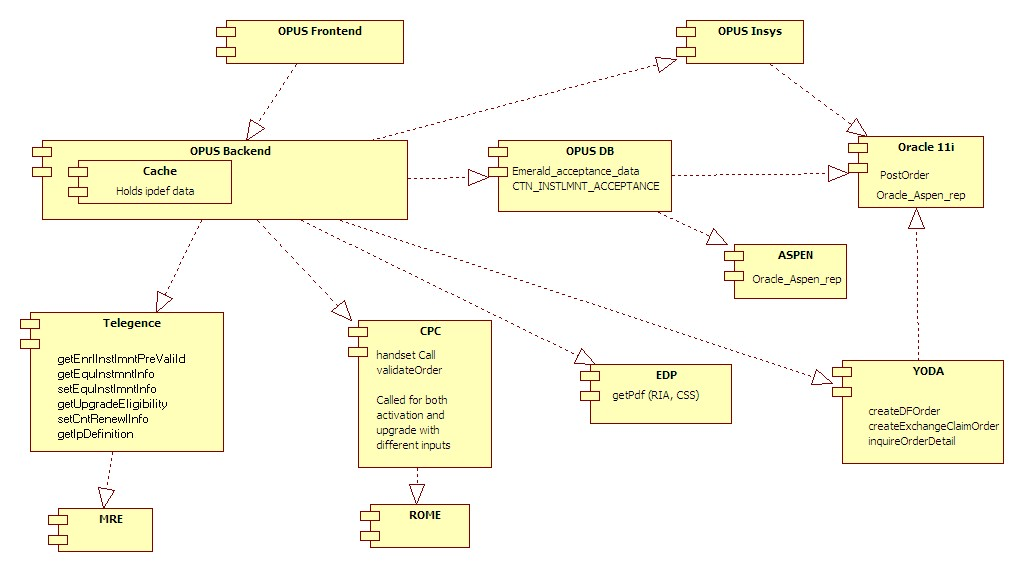 OPUS Frontend
OPUS Insys
OPUS Backend
Cache
Holds ipdef data
OPUS DB
Emerald_acceptance_data
CTN_INSTLMNT_ACCEPTANCE
Oracle 11i
PostOrder
Oracle_Aspen_rep
ASPEN
Oracle_Aspen_rep
Telegence
getEnrlInstlmntPreValiId
getEquInstmntInfo
setEquInstlmntInfo
getUpgradeEligibility
setCntRenewlInfo
getIpDefinition
CPC
handset Call
validateOrder
Called for both
activation and
upgrade with
different inputs
EDP
getPdf (RIA, CSS)
YODA
createDFOrder
createExchangeClaimOrder
inquireOrderDetail
MRE
ROME